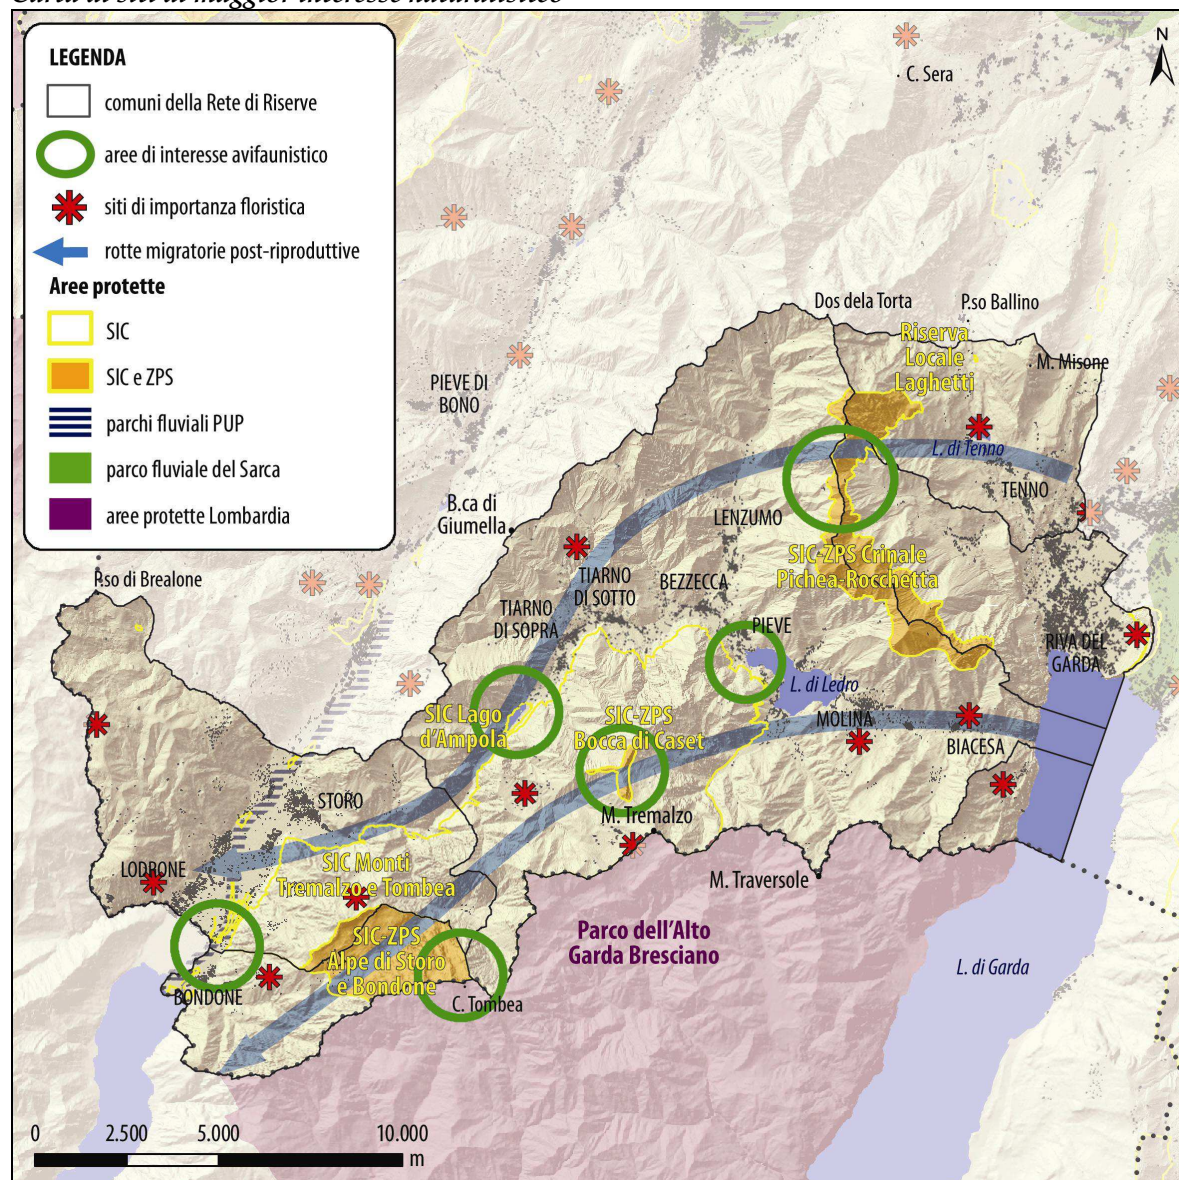 Carta di siti di maggior interesse naturalistico
LEGENDA
comuni della Rete di Riserve
aree di interesse avifaunistico
siti di importanza floristica
rotte migratorie post-riproduttive
Aree protette
SIC
SIC e ZPS
parchi fluviali PUP
parco fluviale del Sarca
aree protette Lombardia
N
C. Sera
Dos dela Torta
P.so Ballino
Riserva
Locale
Laghetti
M. Misone
PIEVE DI
BONO
L. di Tenno
TENNO
B.ca di
Giumella
LENZUMO
SIC-ZPS Crinale
Pichea-Rocchetta
P.so di Brealone
TIARNO
DI SOTTO
BEZZECCA
TIARNO
DI SOPRA
PIEVE
RIVA DEL
GARDA
L. di Ledro
SIC Lago
d'Ampola
SIC-ZPS
Bocca di Caset
MOLINA
BIACESA
STORO
M. Tremalzo
LODRONE
SIC Monti
Tremalzo e Tombea
M. Traversole
SIC-ZPS
Alpe di Storo
e Bondone
Parco dell'Alto
Garda Bresciano
L. di Garda
BONDONE
C. Tombea
0 2.500 5.000 10.000
m